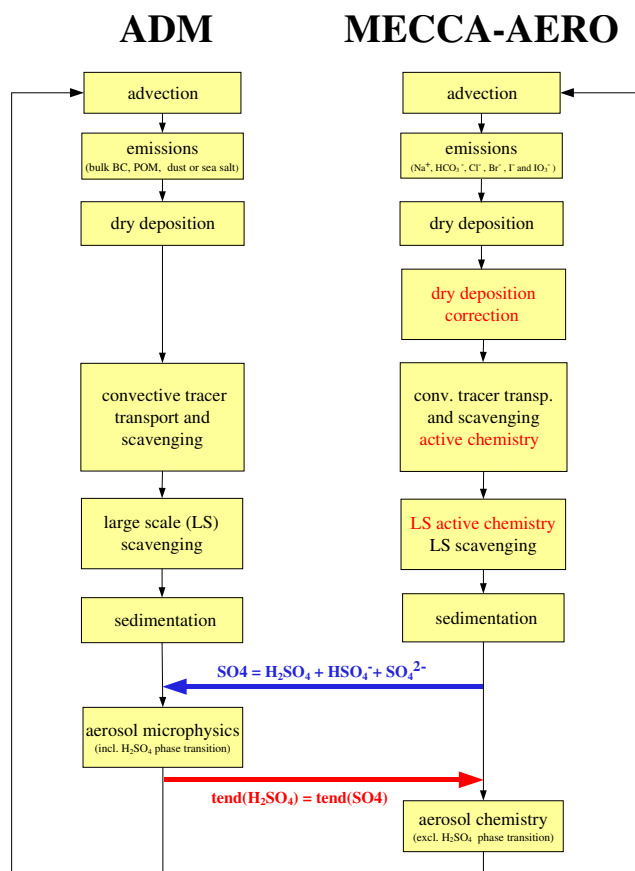 ADM
MECCA-AERO
advection
emissions
(bulk BC, POM, dust or sea salt)
dry deposition
convective tracer
transport and
scavenging
large scale (LS)
scavenging
sedimentation
advection
emissions
(Na⁺, HCO₃⁻, Cl⁻, Br⁻, I⁻ and IO₃⁻)
dry deposition
dry deposition
correction
conv. tracer transp.
and scavenging
active chemistry
LS active chemistry
LS scavenging
sedimentation
SO4 = H₂SO₄ + HSO₄⁻ + SO₄²⁻
aerosol microphysics
(incl. H₂SO₄ phase transition)
tend(H₂SO₄) = tend(SO4)
aerosol chemistry
(excl. H₂SO₄ phase transition)